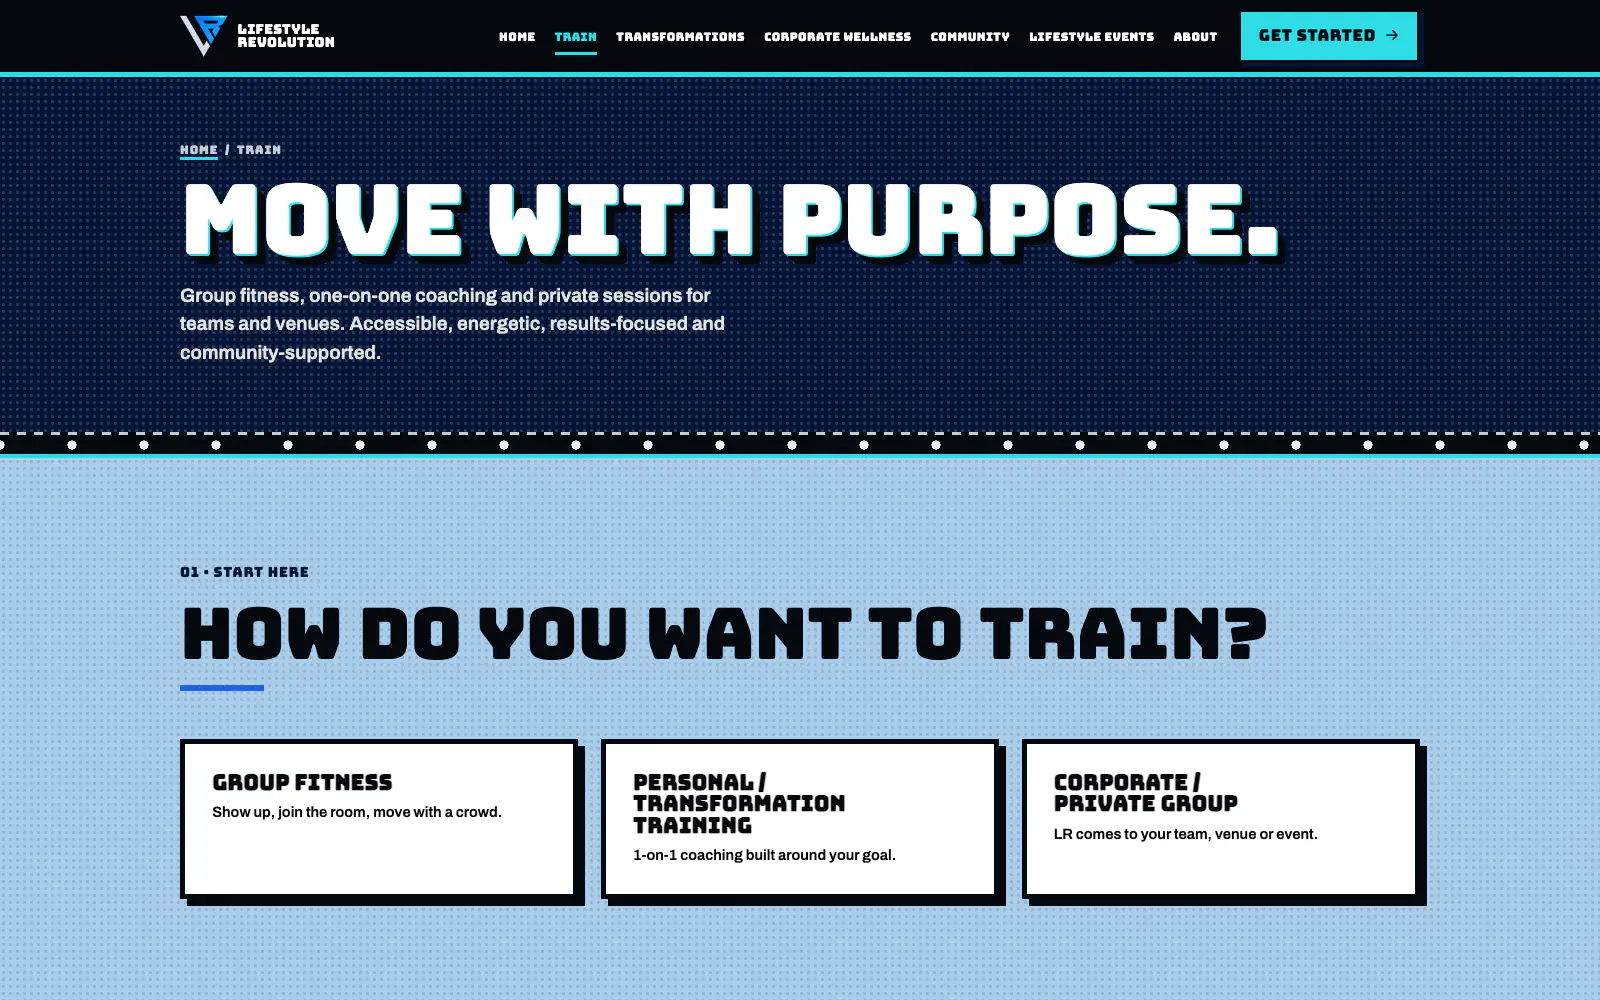 LIFESTYLE
REVOLUTION
HOME
TRAIN
TRANSFORMATIONS
CORPORATE WELLNESS
COMMUNITY
LIFESTYLE EVENTS
ABOUT
GET STARTED →
HOME / TRAIN
MOVE WITH PURPOSE.
Group fitness, one-on-one coaching and private sessions for
teams and venues. Accessible, energetic, results-focused and
community-supported.
01 • START HERE
HOW DO YOU WANT TO TRAIN?
GROUP FITNESS
Show up, join the room, move with a crowd.
PERSONAL /
TRANSFORMATION
TRAINING
1-on-1 coaching built around your goal.
CORPORATE /
PRIVATE GROUP
LR comes to your team, venue or event.